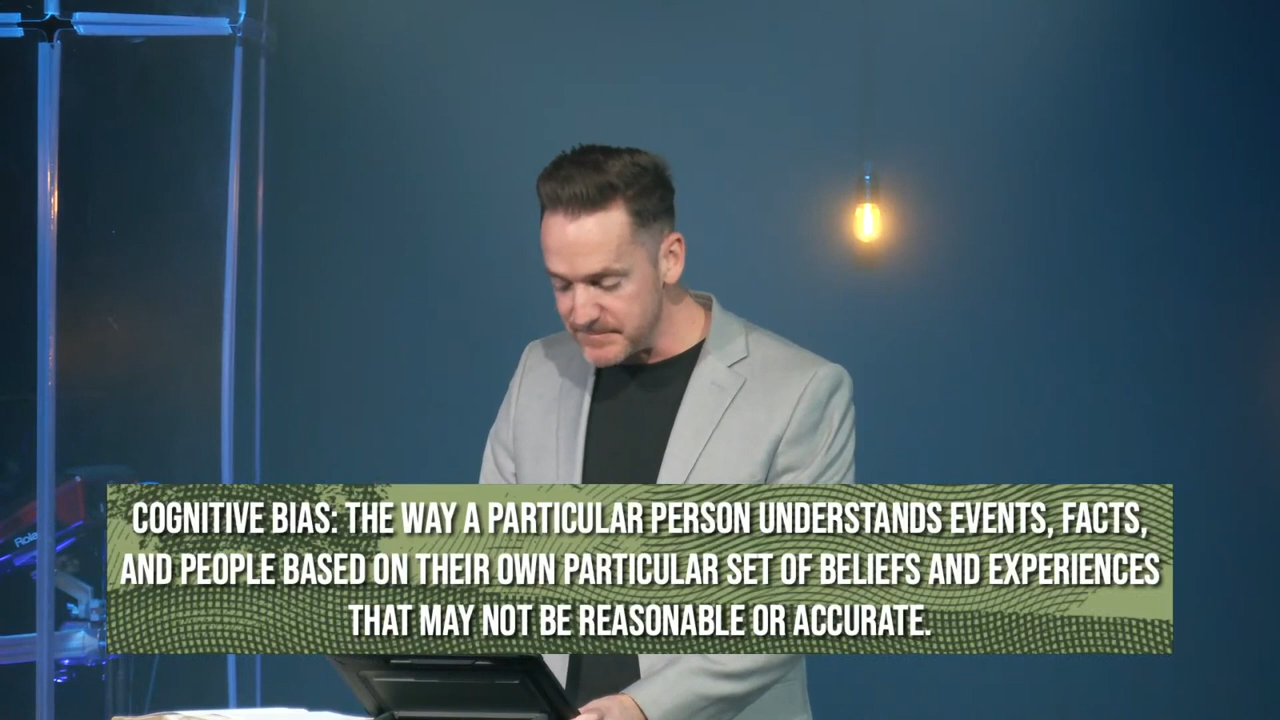 COGNITIVE BIAS: THE WAY A PARTICULAR PERSON UNDERSTANDS EVENTS, FACTS,
AND PEOPLE BASED ON THEIR OWN PARTICULAR SET OF BELIEFS AND EXPERIENCES
THAT MAY NOT BE REASONABLE OR ACCURATE.